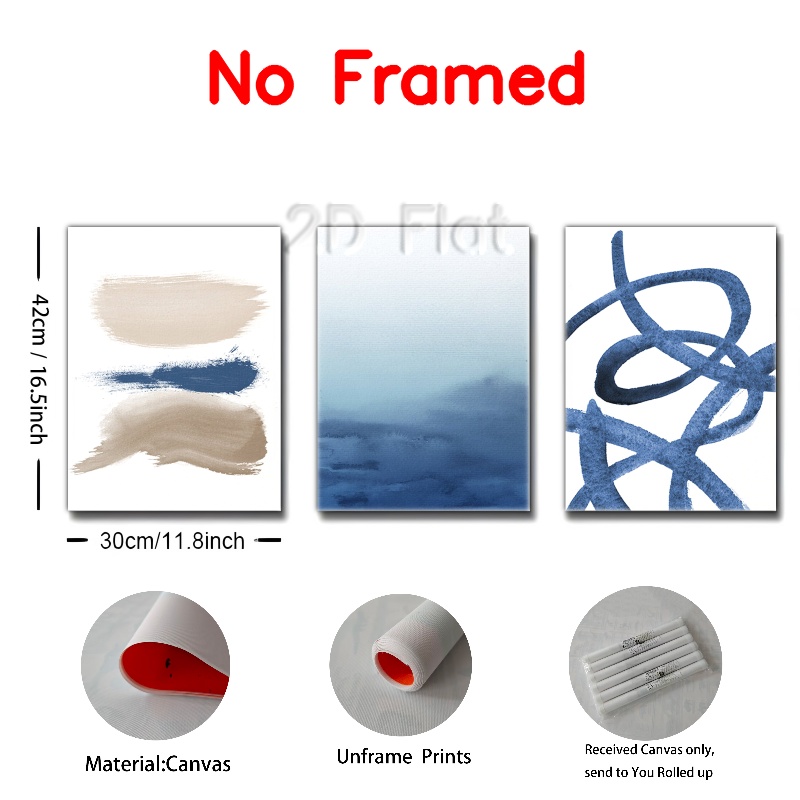 No Framed
2D Flat
42cm / 16.5inch
30cm/11.8inch
Material:Canvas
Unframe Prints
Received Canvas only,
send to You Rolled up